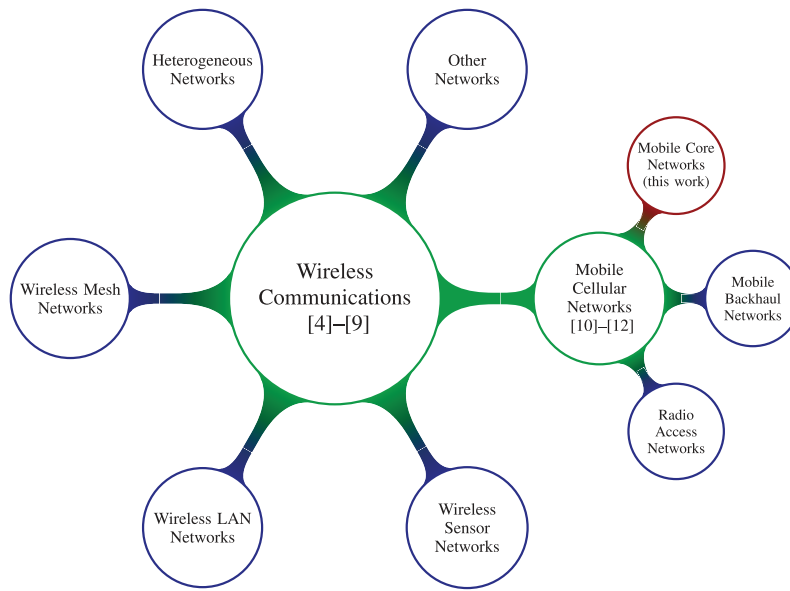 Heterogeneous
Networks
Other
Networks
Mobile Core
Networks
(this work)
Wireless Mesh
Networks
Wireless
Communications
[4]–[9]
Mobile
Cellular
Networks
[10]–[12]
Mobile
Backhaul
Networks
Radio
Access
Networks
Wireless LAN
Networks
Wireless
Sensor
Networks